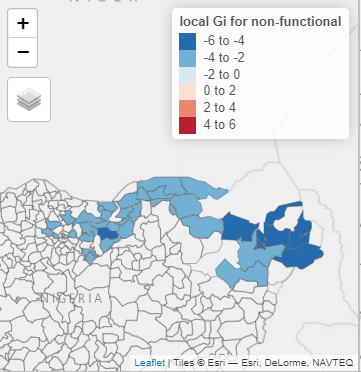 NIGER
+
−
local Gi for non-functional
-6 to -4
-4 to -2
-2 to 0
0 to 2
2 to 4
4 to 6
NIGERIA
Leaflet | Tiles © Esri — Esri, DeLorme, NAVTEQ